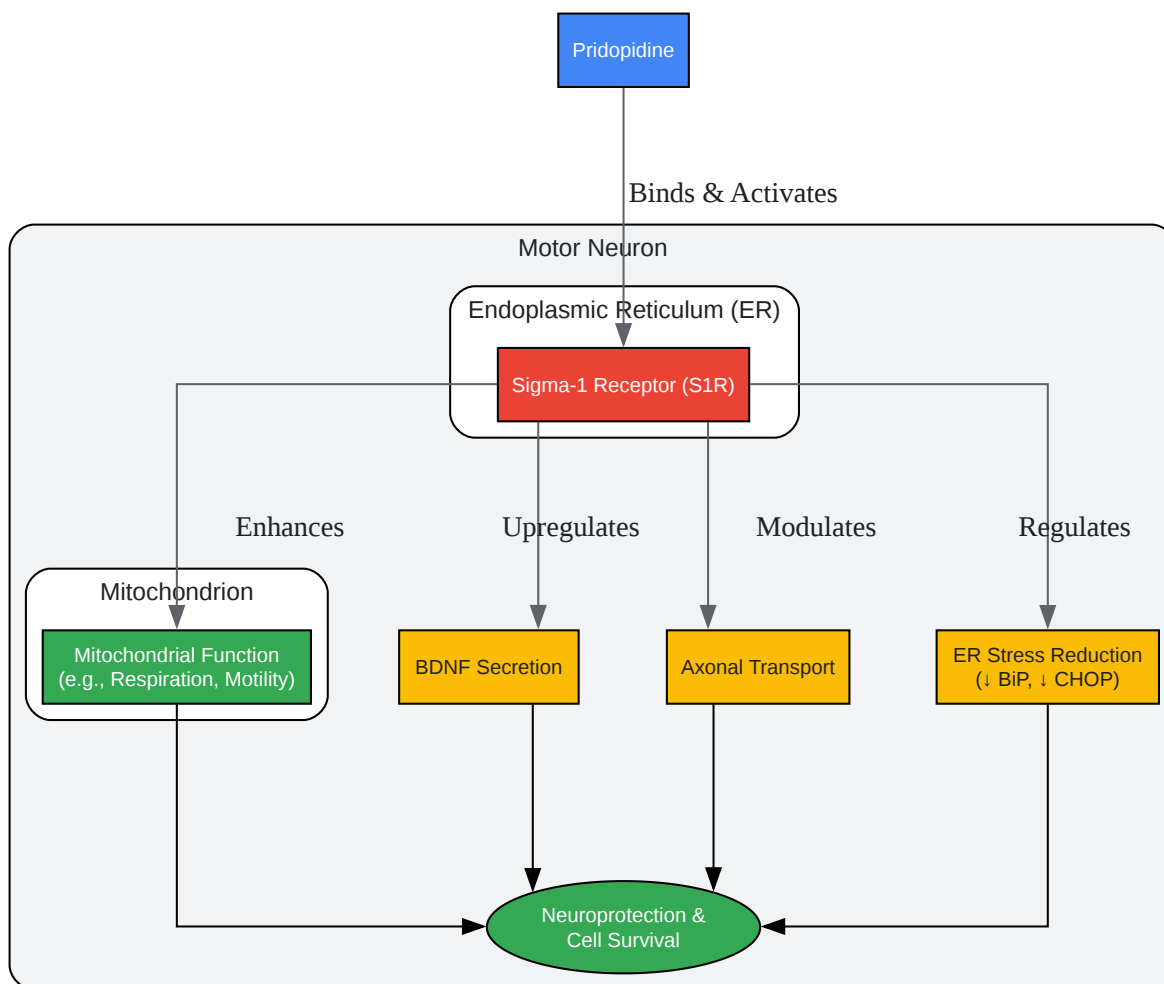 Pridopidine
Binds & Activates
Motor Neuron
Endoplasmic Reticulum (ER)
Sigma-1 Receptor (S1R)
Enhances
Upregulates
Modulates
Regulates
Mitochondrion
Mitochondrial Function
(e.g., Respiration, Motility)
BDNF Secretion
Axonal Transport
ER Stress Reduction
(↓ BiP, ↓ CHOP)
Neuroprotection &
Cell Survival